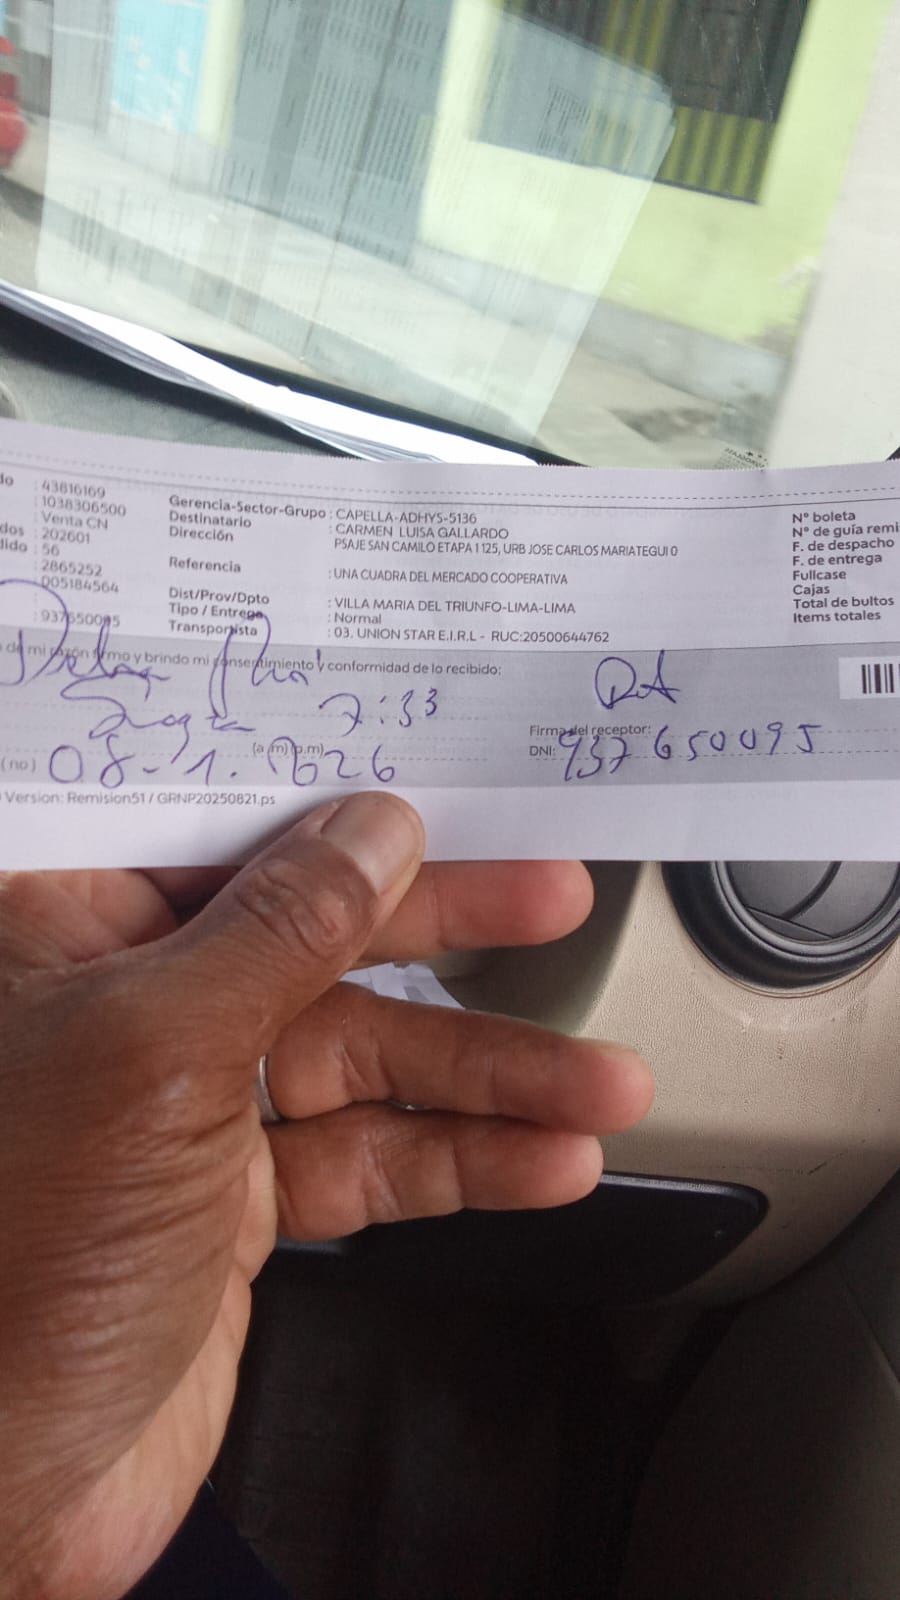 do : 43816169
: 1038306500
: Venta CN
dos : 202601
dido : 56
: 2865252
D05184564
: 937650095
Gerencia-Sector-Grupo : CAPELLA-ADHYS-5136
Destinatario : CARMEN LUISA GALLARDO
Dirección PSAJE SAN CAMILO ETAPA 1 125, URB JOSE CARLOS MARIATEGUI 0
Referencia : UNA CUADRA DEL MERCADO COOPERATIVA
Dist/Prov/Dpto : VILLA MARIA DEL TRIUNFO-LIMA-LIMA
Tipo / Entrega : Normal
Transportista : 03. UNION STAR E.I.R.L - RUC:20500644762
N° boleta
N° de guía remi
F. de despacho
F. de entrega
Fullcase
Cajas
Total de bultos
Items totales
de mi razón firmo y brindo mi consentimiento y conformidad de lo recibido:
7:33
(a.m) (p.m)
Firma del receptor:
DNI: 937650095
(no) 08-1.2026
Version: Remision51 / GRNP20250821.ps